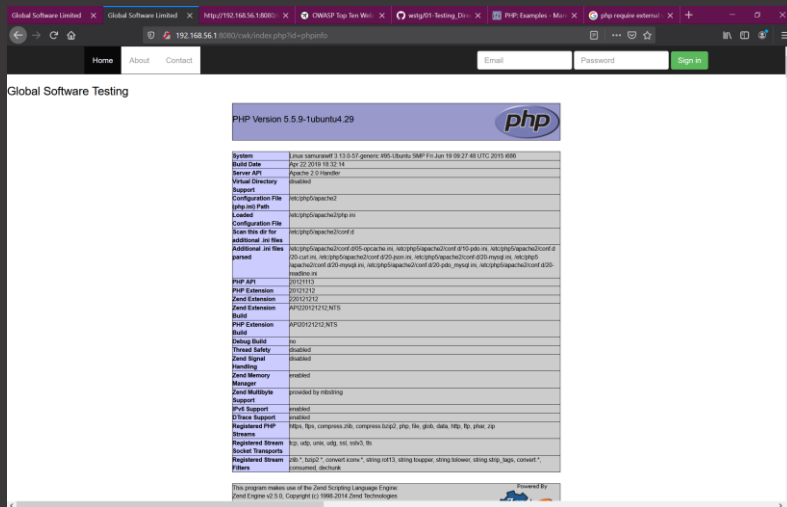 Global Software Limited
Global Software Limited
http://192.168.56.1:8080/
OWASP Top Ten Web
wstg/01-Testing_Dire
PHP: Examples - Man
php require external
192.168.56.1:8080/cwk/index.php?id=phpinfo
Home About Contact Email Password Sign in
Global Software Testing
PHP Version 5.5.9-1ubuntu4.29
php
System Linux samuraiwtf 3.13.0-57-generic #95-Ubuntu SMP Fri Jun 19 09:27:48 UTC 2015 i686
Build Date Apr 22 2019 18:32:14
Server API Apache 2.0 Handler
Virtual Directory disabled
Support
Configuration File /etc/php5/apache2
(php.ini) Path
Loaded /etc/php5/apache2/php.ini
Configuration File
Scan this dir for /etc/php5/apache2/conf.d
additional .ini files
Additional .ini files /etc/php5/apache2/conf.d/05-opcache.ini, /etc/php5/apache2/conf.d/10-pdo.ini, /etc/php5/apache2/conf.d
parsed /20-curl.ini, /etc/php5/apache2/conf.d/20-json.ini, /etc/php5/apache2/conf.d/20-mysql.ini, /etc/php5
/apache2/conf.d/20-mysqli.ini, /etc/php5/apache2/conf.d/20-pdo_mysql.ini, /etc/php5/apache2/conf.d/20-
readline.ini
PHP API 20121113
PHP Extension 20121212
Zend Extension 220121212
Zend Extension API220121212,NTS
Build
PHP Extension API20121212,NTS
Build
Debug Build no
Thread Safety disabled
Zend Signal disabled
Handling
Zend Memory enabled
Manager
Zend Multibyte provided by mbstring
Support
IPv6 Support enabled
DTrace Support enabled
Registered PHP https, ftps, compress.zlib, compress.bzip2, php, file, glob, data, http, ftp, phar, zip
Streams
Registered Stream tcp, udp, unix, udg, ssl, sslv3, tls
Socket Transports
Registered Stream zlib.*, bzip2.*, convert.iconv.*, string.rot13, string.toupper, string.tolower, string.strip_tags, convert.*,
Filters consumed, dechunk
This program makes use of the Zend Scripting Language Engine:
Zend Engine v2.5.0, Copyright (c) 1998-2014 Zend Technologies
Powered By